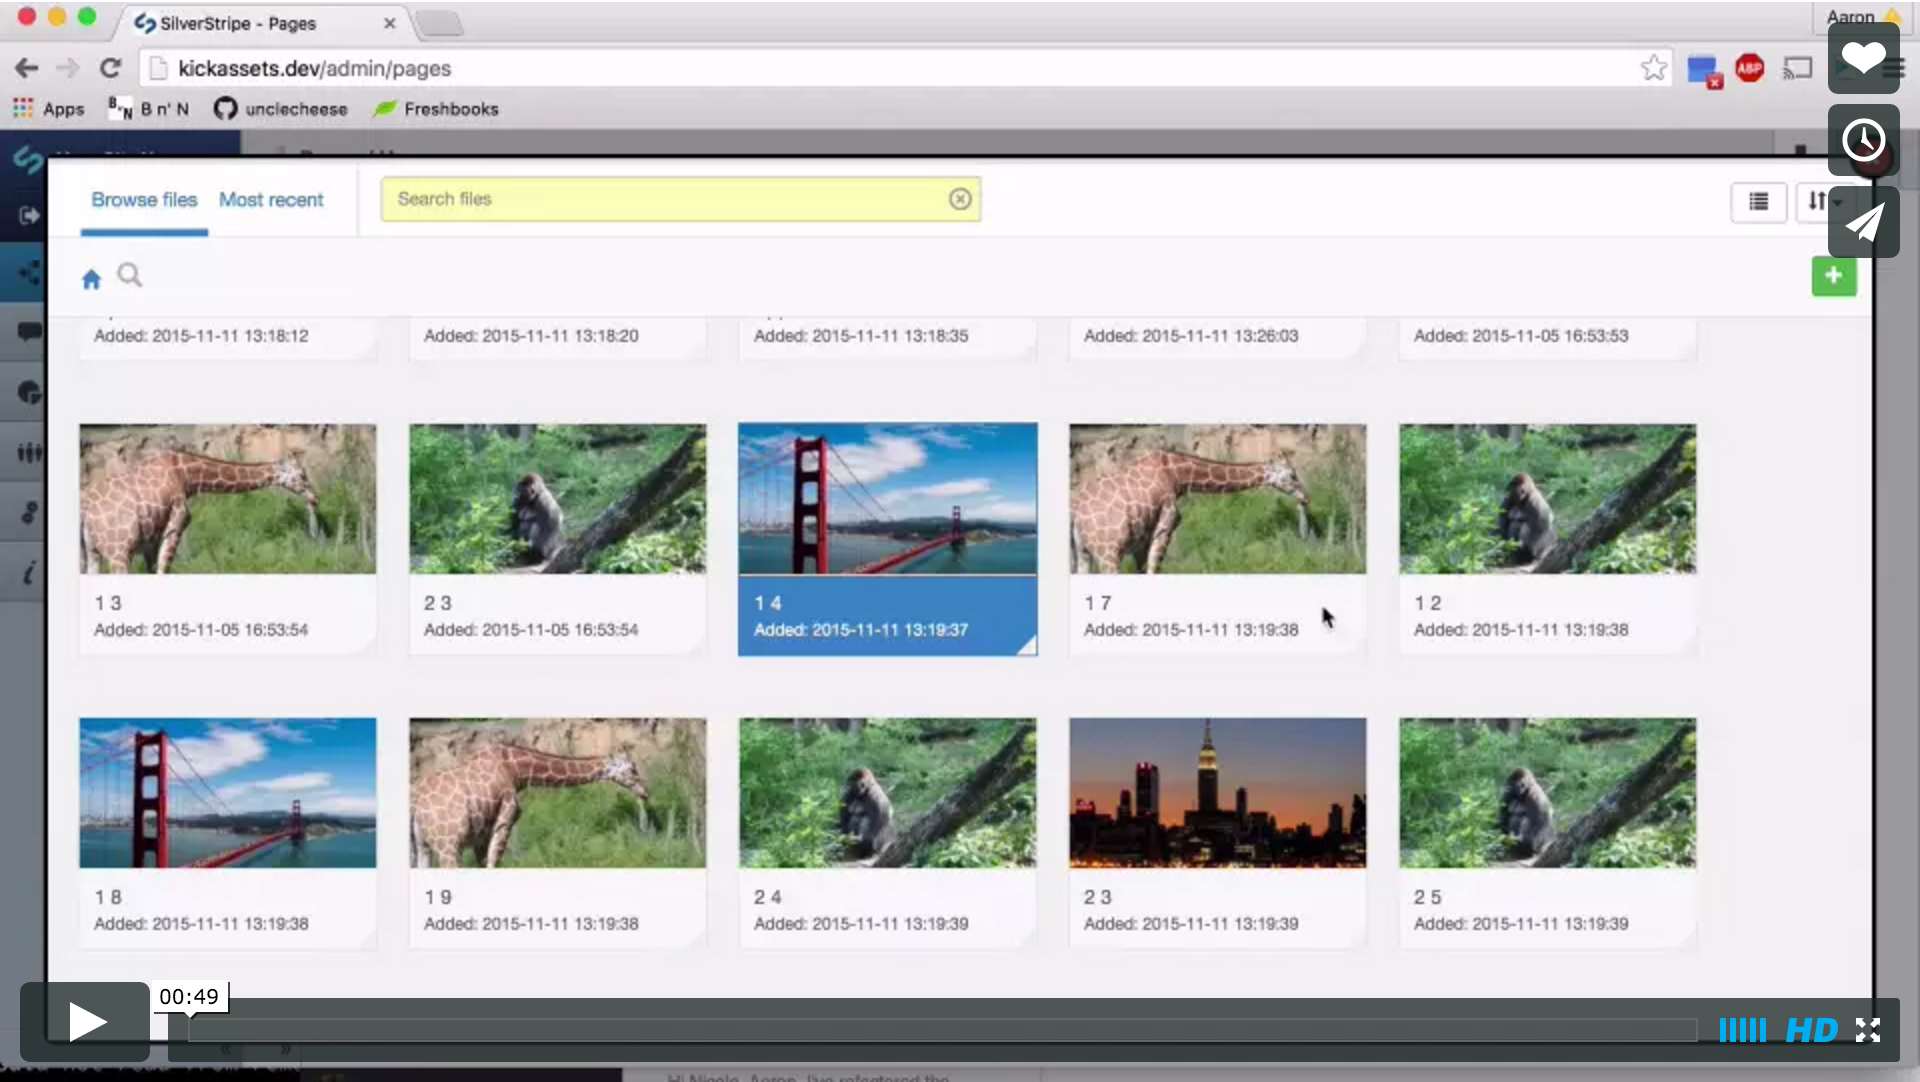 SilverStripe - Pages
Aaron
kickassets.dev/admin/pages
ABP
Apps
B n' N
unclecheese
Freshbooks
Browse files
Most recent
Search files
Added: 2015-11-11 13:18:12
Added: 2015-11-11 13:18:20
Added: 2015-11-11 13:18:35
Added: 2015-11-11 13:26:03
Added: 2015-11-05 16:53:53
1 3
Added: 2015-11-05 16:53:54
2 3
Added: 2015-11-05 16:53:54
1 4
Added: 2015-11-11 13:19:37
1 7
Added: 2015-11-11 13:19:38
1 2
Added: 2015-11-11 13:19:38
1 8
Added: 2015-11-11 13:19:38
1 9
Added: 2015-11-11 13:19:38
2 4
Added: 2015-11-11 13:19:39
2 3
Added: 2015-11-11 13:19:39
2 5
Added: 2015-11-11 13:19:39
00:49
HD